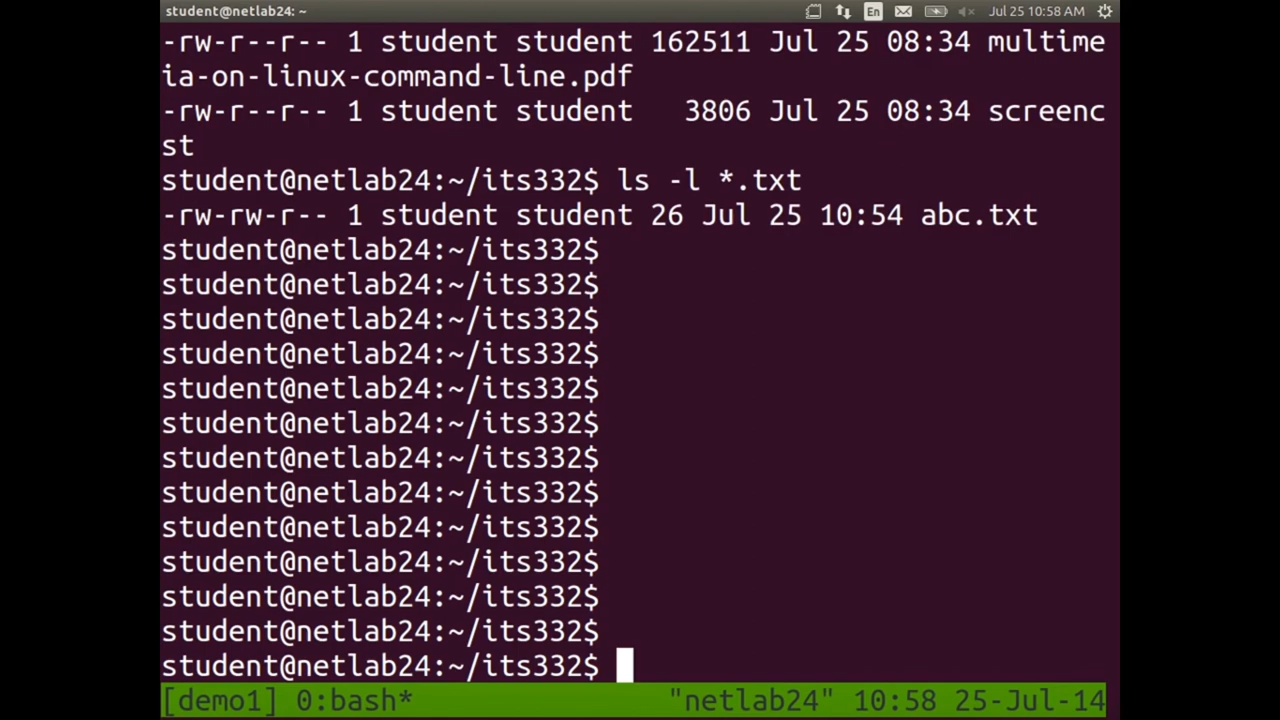 student@netlab24: ~
En
Jul 25 10:58 AM
-rw-r--r-- 1 student student 162511 Jul 25 08:34 multime
ia-on-linux-command-line.pdf
-rw-r--r-- 1 student student   3806 Jul 25 08:34 screenc
st
student@netlab24:~/its332$ ls -l *.txt
-rw-rw-r-- 1 student student 26 Jul 25 10:54 abc.txt
student@netlab24:~/its332$
student@netlab24:~/its332$
student@netlab24:~/its332$
student@netlab24:~/its332$
student@netlab24:~/its332$
student@netlab24:~/its332$
student@netlab24:~/its332$
student@netlab24:~/its332$
student@netlab24:~/its332$
student@netlab24:~/its332$
student@netlab24:~/its332$
student@netlab24:~/its332$
student@netlab24:~/its332$
[demo1] 0:bash* "netlab24" 10:58 25-Jul-14